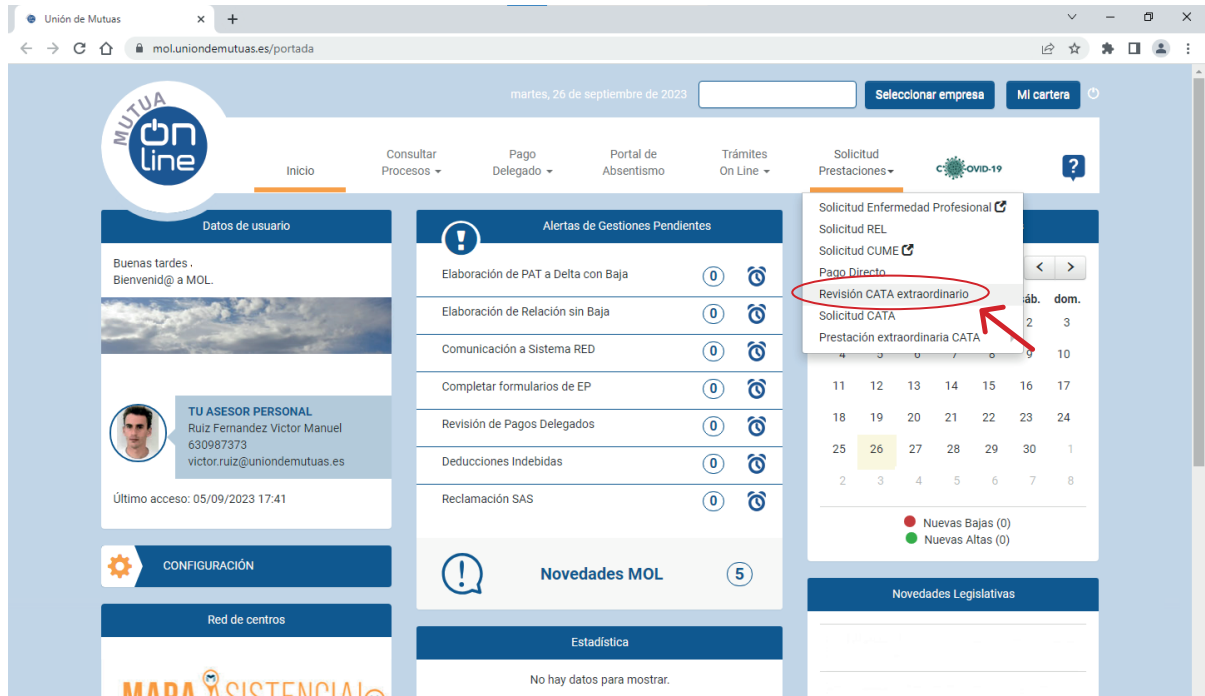 Unión de Mutuas
mol.uniondemutuas.es/portada
martes, 26 de septiembre de 2023
Seleccionar empresa
Mi cartera
MUTUA
On
line
Inicio
Consultar
Procesos
Pago
Delegado
Portal de
Absentismo
Trámites
On Line
Solicitud
Prestaciones
COVID-19
?
Solicitud Enfermedad Profesional
Solicitud REL
Solicitud CUME
Pago Directo
Revisión CATA extraordinario
Solicitud CATA
Prestación extraordinaria CATA
Datos de usuario
Buenas tardes .
Bienvenid@ a MOL.
TU ASESOR PERSONAL
Ruiz Fernandez Victor Manuel
630987373
victor.ruiz@uniondemutuas.es
Último acceso: 05/09/2023 17:41
CONFIGURACIÓN
Red de centros
MAPA ASISTENCIAL
Alertas de Gestiones Pendientes
Elaboración de PAT a Delta con Baja 0
Elaboración de Relación sin Baja 0
Comunicación a Sistema RED 0
Completar formularios de EP 0
Revisión de Pagos Delegados 0
Deducciones Indebidas 0
Reclamación SAS 0
Novedades MOL 5
Estadística
No hay datos para mostrar.
< >
sáb. dom.
2 3
4 5 6 7 8 9 10
11 12 13 14 15 16 17
18 19 20 21 22 23 24
25 26 27 28 29 30 1
2 3 4 5 6 7 8
Nuevas Bajas (0)
Nuevas Altas (0)
Novedades Legislativas